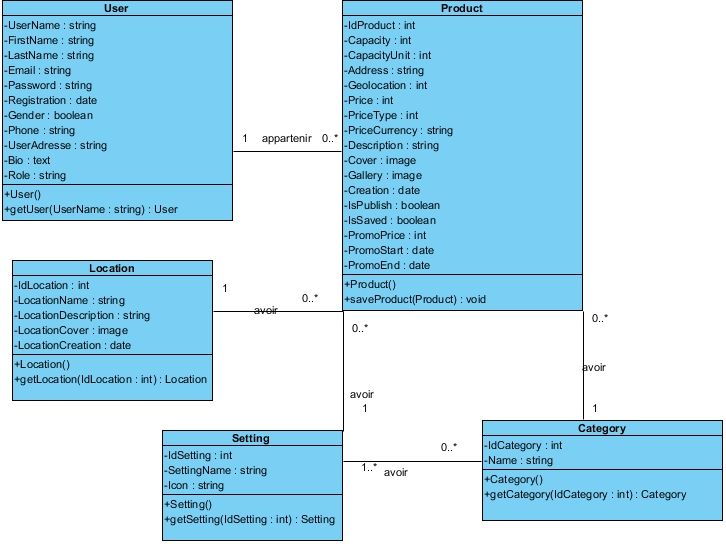 User
-UserName : string
-FirstName : string
-LastName : string
-Email : string
-Password : string
-Registration : date
-Gender : boolean
-Phone : string
-UserAdresse : string
-Bio : text
-Role : string
+User()
+getUser(UserName : string) : User
1 appartenir 0..*
Product
-IdProduct : int
-Capacity : int
-CapacityUnit : int
-Address : string
-Geolocation : int
-Price : int
-PriceType : int
-PriceCurrency : string
-Description : string
-Cover : image
-Gallery : image
-Creation : date
-IsPublish : boolean
-IsSaved : boolean
-PromoPrice : int
-PromoStart : date
-PromoEnd : date
+Product()
+saveProduct(Product) : void
Location
-IdLocation : int
-LocationName : string
-LocationDescription : string
-LocationCover : image
-LocationCreation : date
+Location()
+getLocation(IdLocation : int) : Location
1
0..*
avoir
0..*
avoir
1
0..*
avoir
1
Setting
-IdSetting : int
-SettingName : string
-Icon : string
+Setting()
+getSetting(IdSetting : int) : Setting
0..*
1..*
avoir
Category
-IdCategory : int
-Name : string
+Category()
+getCategory(IdCategory : int) : Category